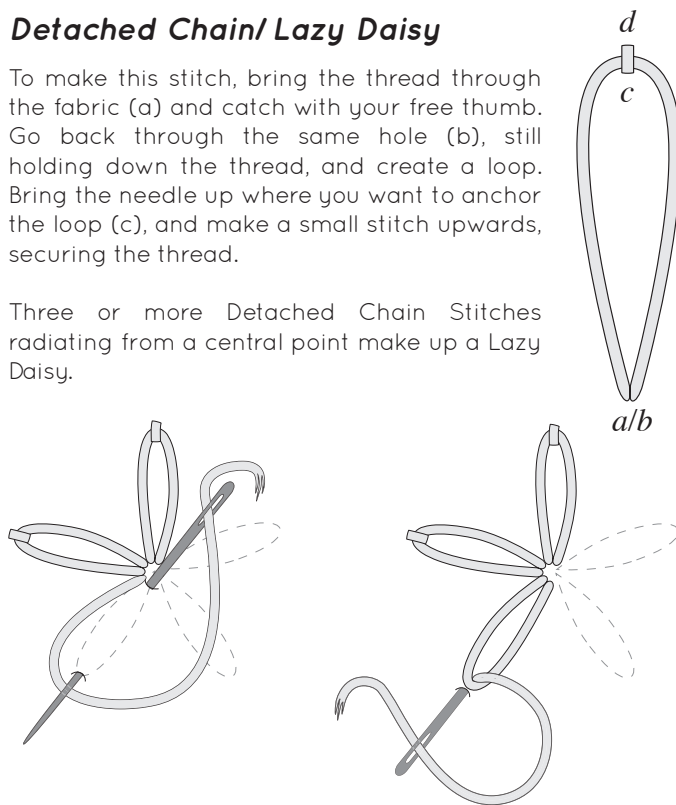 Detached Chain/ Lazy Daisy
To make this stitch, bring the thread through
the fabric (a) and catch with your free thumb.
Go back through the same hole (b), still
holding down the thread, and create a loop.
Bring the needle up where you want to anchor
the loop (c), and make a small stitch upwards,
securing the thread.
Three or more Detached Chain Stitches
radiating from a central point make up a Lazy
Daisy.
d
c
a/b